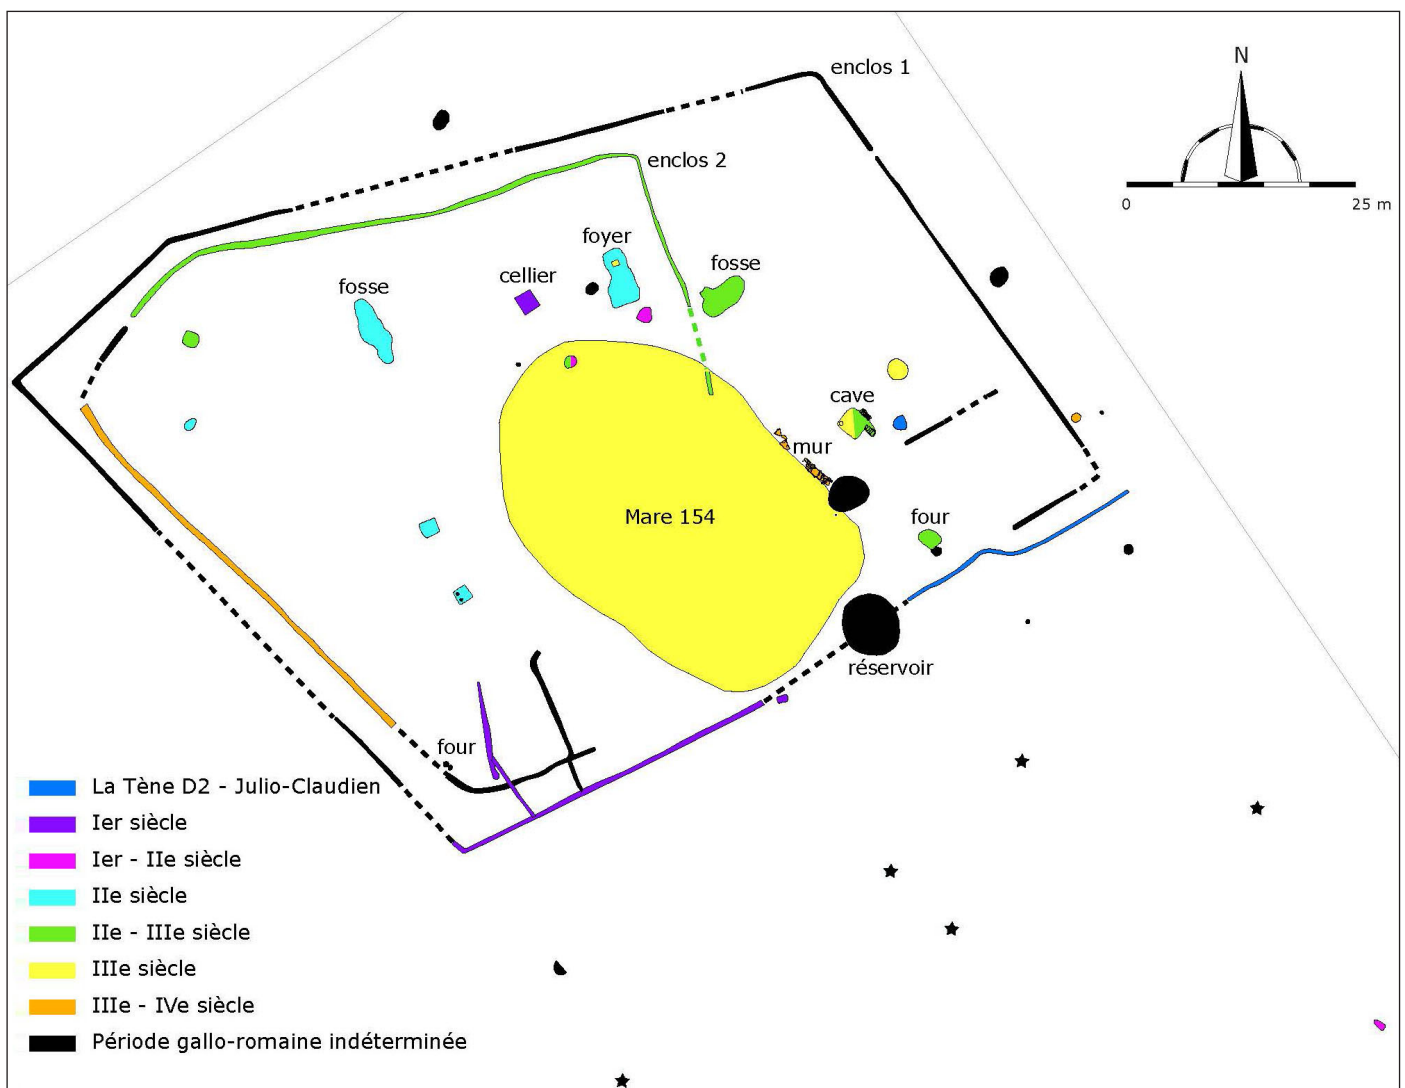 enclos 1
N
0
25 m
enclos 2
foyer
fosse
cellier
fosse
cave
mur
Mare 154
four
réservoir
four
La Tène D2 - Julio-Claudien
Ier siècle
Ier - IIe siècle
IIe siècle
IIe - IIIe siècle
IIIe siècle
IIIe - IVe siècle
Période gallo-romaine indéterminée